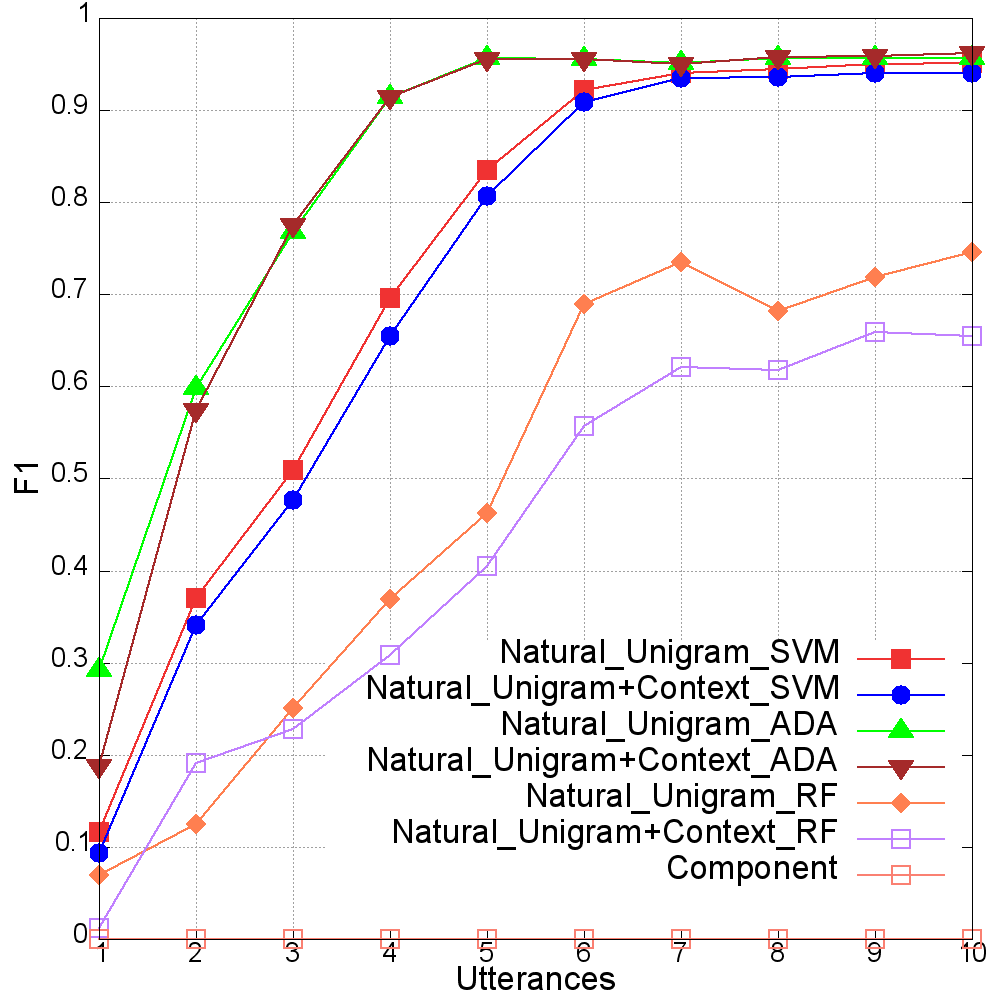 1
0.9
0.8
0.7
0.6
0.5
0.4
0.3
0.2
0.1
0
F1
Natural_Unigram_SVM
Natural_Unigram+Context_SVM
Natural_Unigram_ADA
Natural_Unigram+Context_ADA
Natural_Unigram_RF
Natural_Unigram+Context_RF
Component
1 2 3 4 5 6 7 8 9 10
Utterances